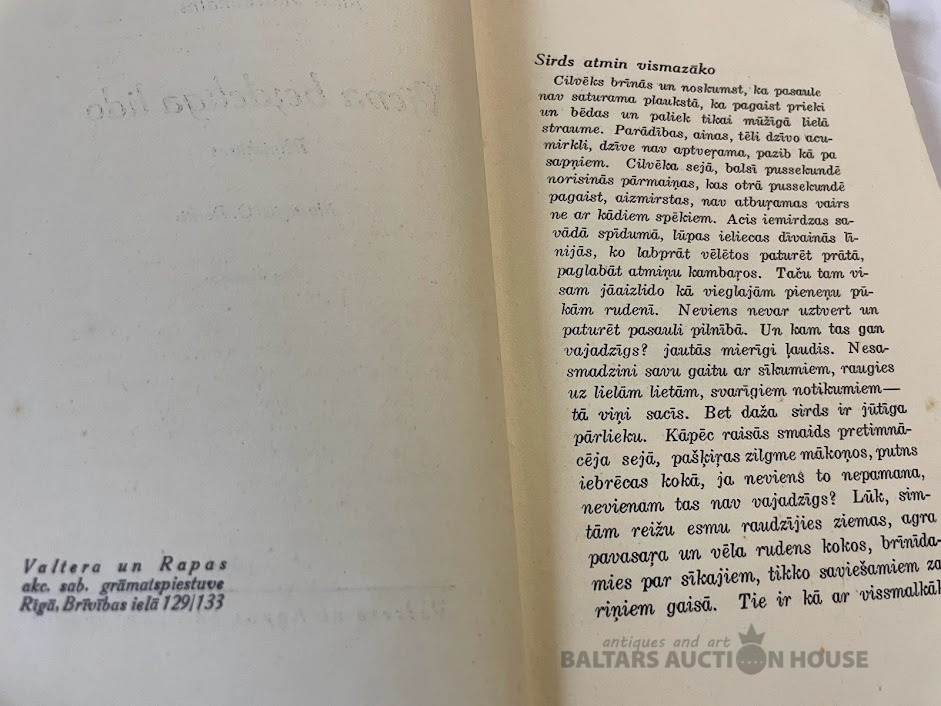 Valtera un Rapas
akc. sab. grāmatspiestuve
Rīgā, Brīvības ielā 129/133
Sirds atmin vismazāko
Cilvēks brīnās un noskumst, ka pasaule
nav saturama plaukstā, ka pagaist prieki
un bēdas un paliek tikai mūžīgā lielā
straume. Parādības, ainas, tēli dzīvo acu-
mirkli, dzīve nav aptveŗama, pazib kā pa
sapņiem. Cilvēka sejā, balsī pussekundē
norisinās pārmaiņas, kas otrā pussekundē
pagaist, aizmirstas, nav atbuŗamas vairs
ne ar kādiem spēkiem. Acis iemirdzas sa-
vādā spīdumā, lūpas ieliecas dīvainās lī-
nijās, ko labprāt vēlētos paturēt prātā,
paglabāt atmiņu kambaŗos. Taču tam vi-
sam jāaizlido kā vieglajām pieneņu pū-
kām rudenī. Neviens nevar uztvert un
paturēt pasauli pilnībā. Un kam tas gan
vajadzīgs? jautās mierīgi ļaudis. Nesa-
smadzini savu gaitu ar sīkumiem, raugies
uz lielām lietām, svarīgiem notikumiem—
tā viņi sacīs. Bet daža sirds ir jūtīga
pārlieku. Kāpēc raisās smaids pretimnā-
cēja sejā, pašķiŗas zilgme mākoņos, putns
iebrēcas kokā, ja neviens to nepamana,
nevienam tas nav vajadzīgs? Lūk, sim-
tām reižu esmu raudzījies ziemas, agra
pavasaŗa un vēla rudens kokos, brīnīda-
mies par sīkajiem, tikko saviešamiem za
riņiem gaisā. Tie ir kā ar vissmalkāk
antiques and art
BALTARS AUCTION HOUSE